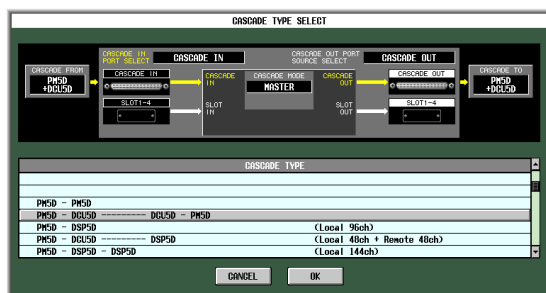 CASCADE TYPE SELECT
CASCADE IN PORT SELECT
CASCADE IN
CASCADE OUT PORT SOURCE SELECT
CASCADE OUT
CASCADE FROM
PM5D +DCU5D
CASCADE IN
CASCADE IN
CASCADE MODE
MASTER
CASCADE OUT
CASCADE OUT
CASCADE TO
PM5D +DCU5D
SLOT1-4
SLOT IN
SLOT OUT
SLOT1-4
CASCADE TYPE
PM5D - PM5D
PM5D - DCU5D --------- DCU5D - PM5D
PM5D - DSP5D (Local 96ch)
PM5D - DCU5D --------- DSP5D (Local 48ch + Remote 48ch)
PM5D - DSP5D - DSP5D (Local 144ch)
CANCEL OK